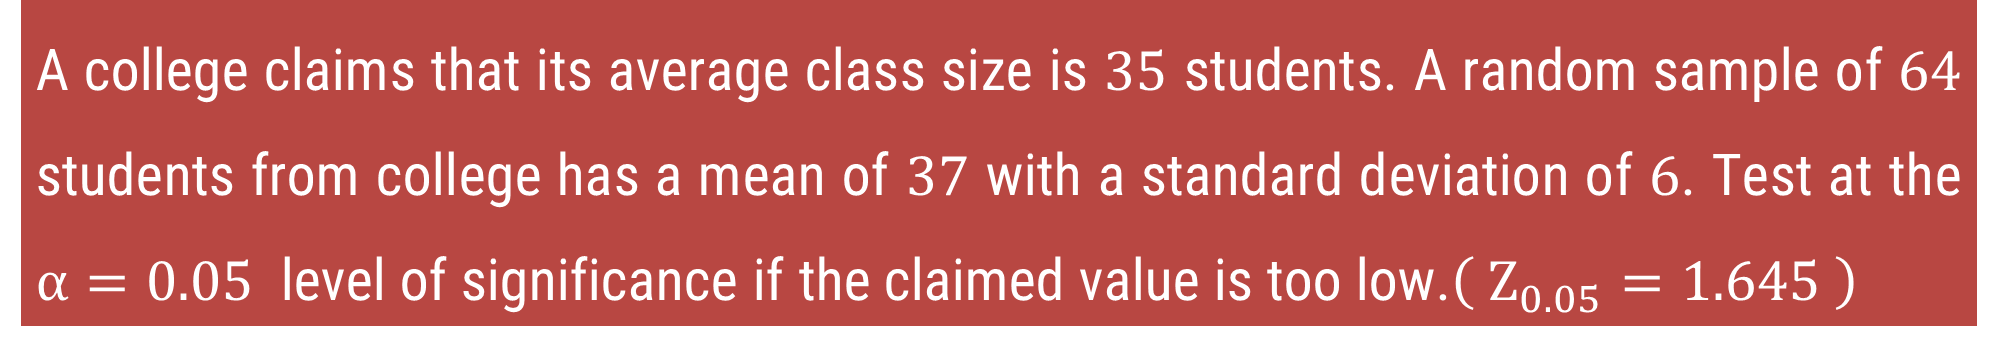 A college claims that its average class size is 35 students. A random sample of 64
students from college has a mean of 37 with a standard deviation of 6. Test at the
α = 0.05 level of significance if the claimed value is too low.( Z₀.₀₅ = 1.645 )